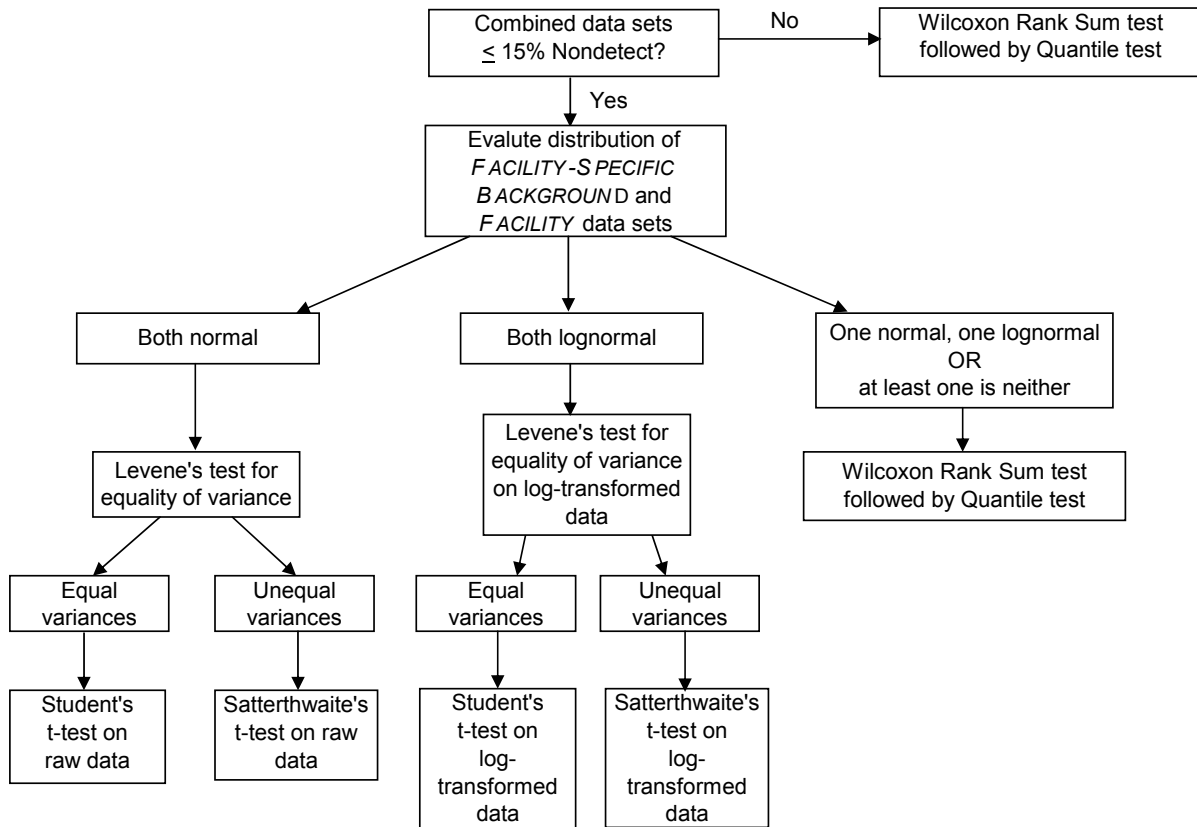 Combined data sets
≤ 15% Nondetect?
No
Wilcoxon Rank Sum test
followed by Quantile test
Yes
Evalute distribution of
FACILITY-SPECIFIC
BACKGROUND and
FACILITY data sets
Both normal
Both lognormal
One normal, one lognormal
OR
at least one is neither
Levene's test for
equality of variance
Levene's test for
equality of variance
on log-transformed
data
Wilcoxon Rank Sum test
followed by Quantile test
Equal
variances
Unequal
variances
Equal
variances
Unequal
variances
Student's
t-test on
raw data
Satterthwaite's
t-test on raw
data
Student's
t-test on
log-
transformed
data
Satterthwaite's
t-test on
log-
transformed
data